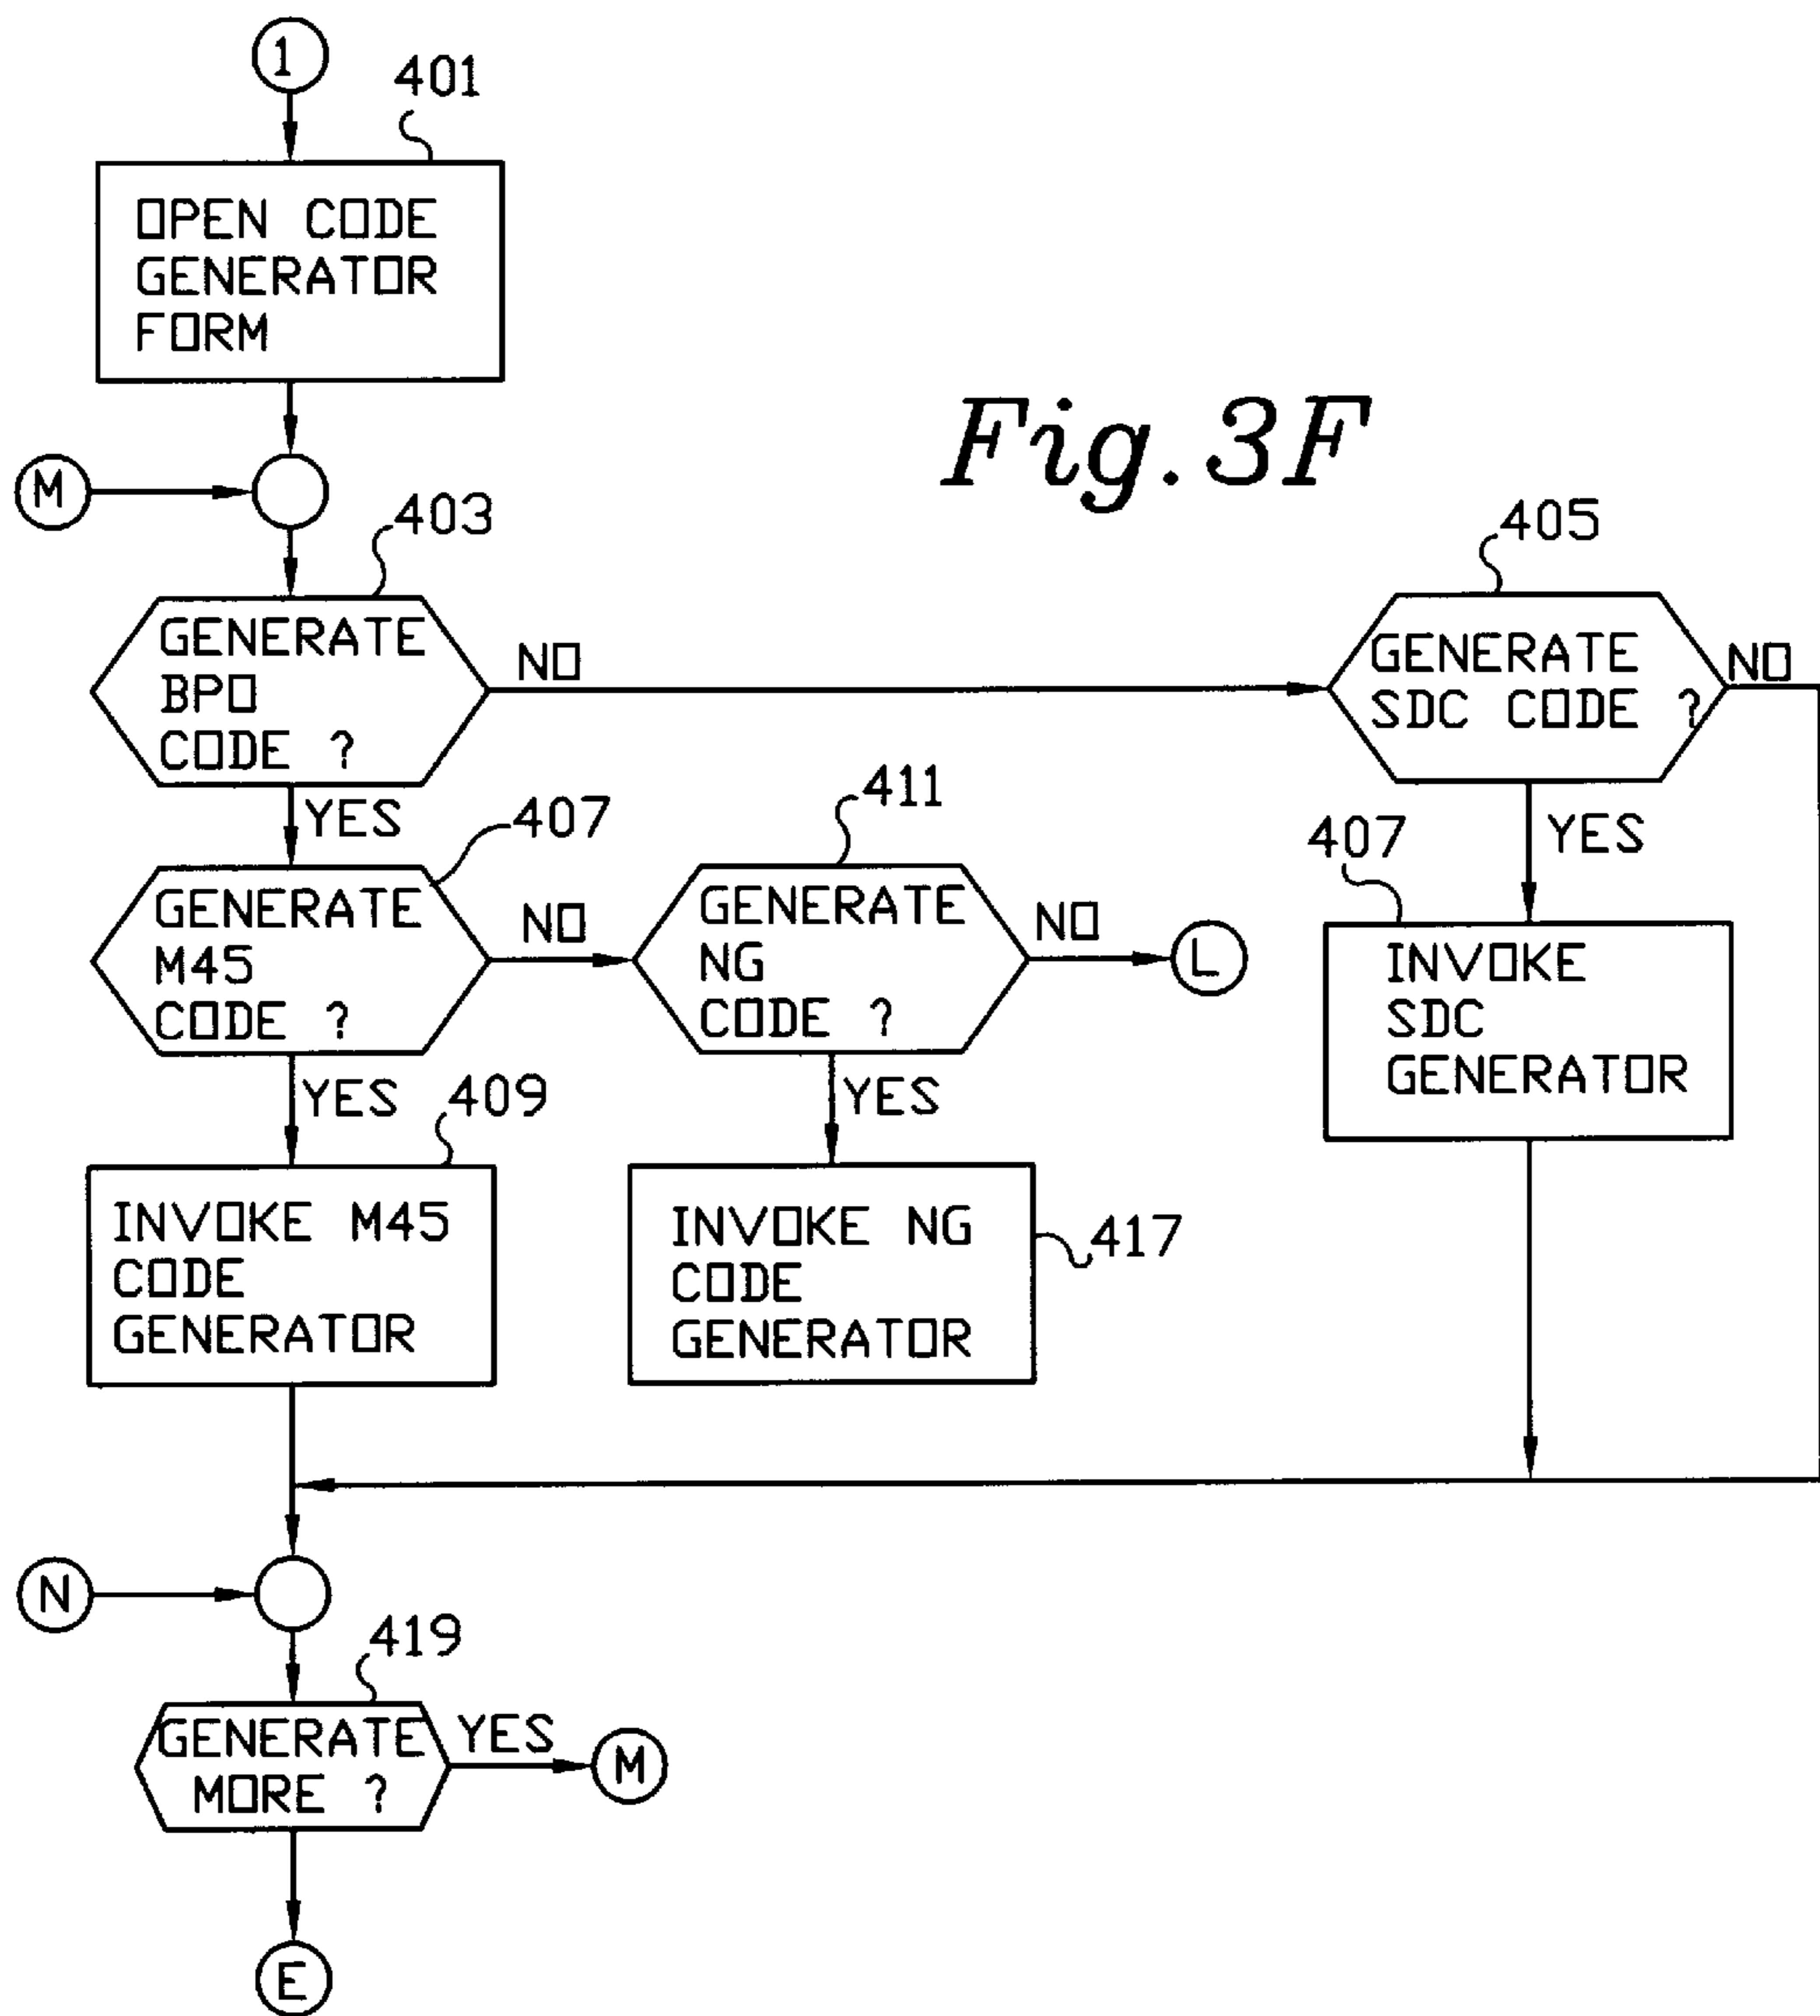 1
401
OPEN CODE
GENERATOR
FORM
Fig. 3F
M
403
405
GENERATE
BPO
CODE ?
NO
GENERATE
SDC CODE ?
NO
YES
407
411
407
YES
GENERATE
M45
CODE ?
NO
GENERATE
NG
CODE ?
NO
L
INVOKE
SDC
GENERATOR
YES
409
YES
INVOKE M45
CODE
GENERATOR
INVOKE NG
CODE
GENERATOR
417
N
419
GENERATE
MORE ?
YES
M
E